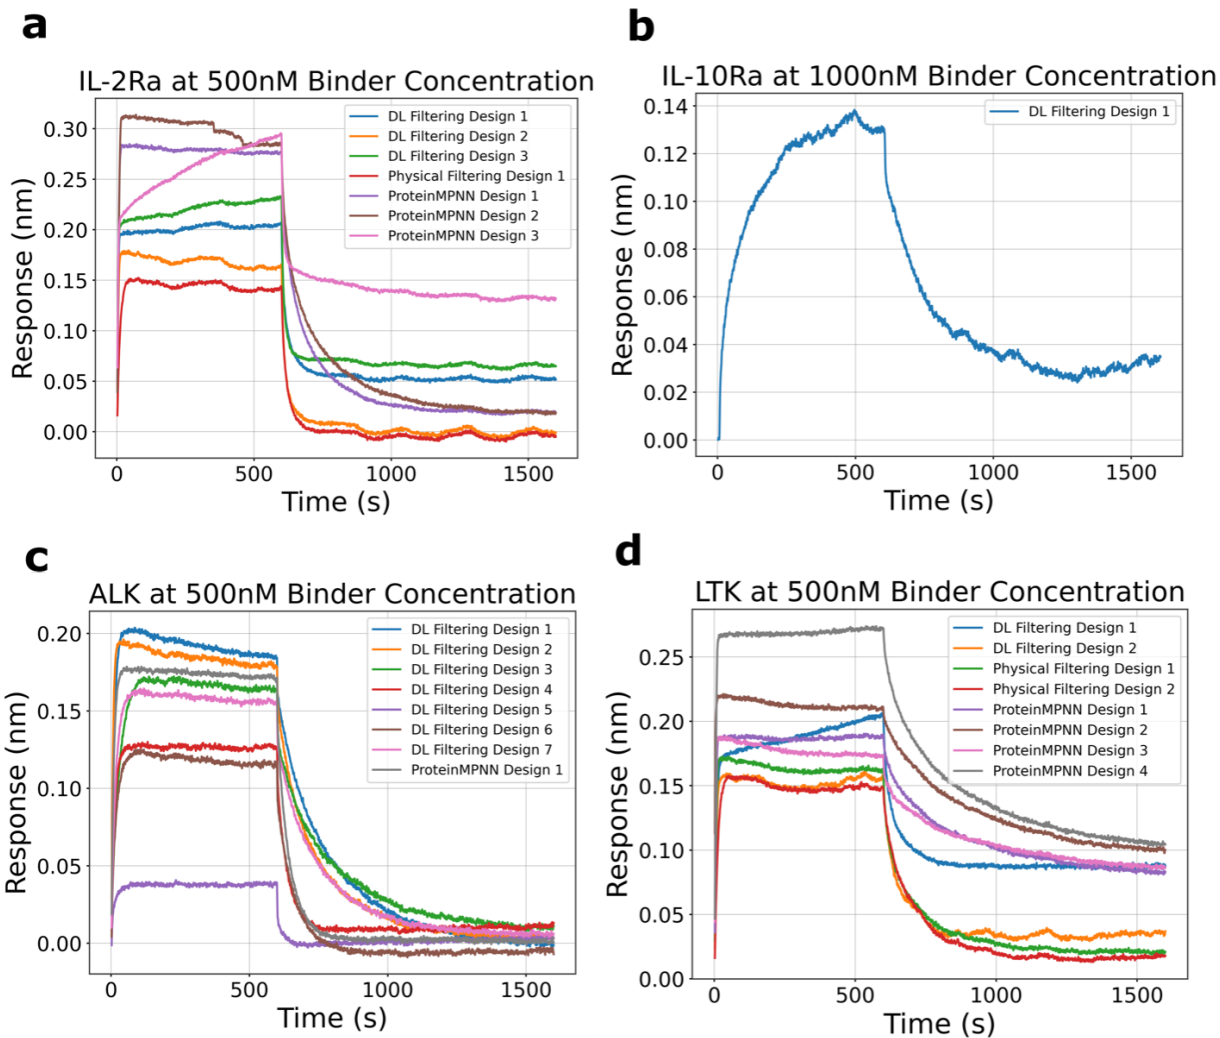 a
IL-2Ra at 500nM Binder Concentration
Response (nm)
0.30
0.25
0.20
0.15
0.10
0.05
0.00
DL Filtering Design 1
DL Filtering Design 2
DL Filtering Design 3
Physical Filtering Design 1
ProteinMPNN Design 1
ProteinMPNN Design 2
ProteinMPNN Design 3
0 500 1000 1500
Time (s)
b
IL-10Ra at 1000nM Binder Concentration
Response (nm)
0.14
0.12
0.10
0.08
0.06
0.04
0.02
0.00
DL Filtering Design 1
0 500 1000 1500
Time (s)
c
ALK at 500nM Binder Concentration
Response (nm)
0.20
0.15
0.10
0.05
0.00
DL Filtering Design 1
DL Filtering Design 2
DL Filtering Design 3
DL Filtering Design 4
DL Filtering Design 5
DL Filtering Design 6
DL Filtering Design 7
ProteinMPNN Design 1
0 500 1000 1500
Time (s)
d
LTK at 500nM Binder Concentration
Response (nm)
0.25
0.20
0.15
0.10
0.05
0.00
DL Filtering Design 1
DL Filtering Design 2
Physical Filtering Design 1
Physical Filtering Design 2
ProteinMPNN Design 1
ProteinMPNN Design 2
ProteinMPNN Design 3
ProteinMPNN Design 4
0 500 1000 1500
Time (s)